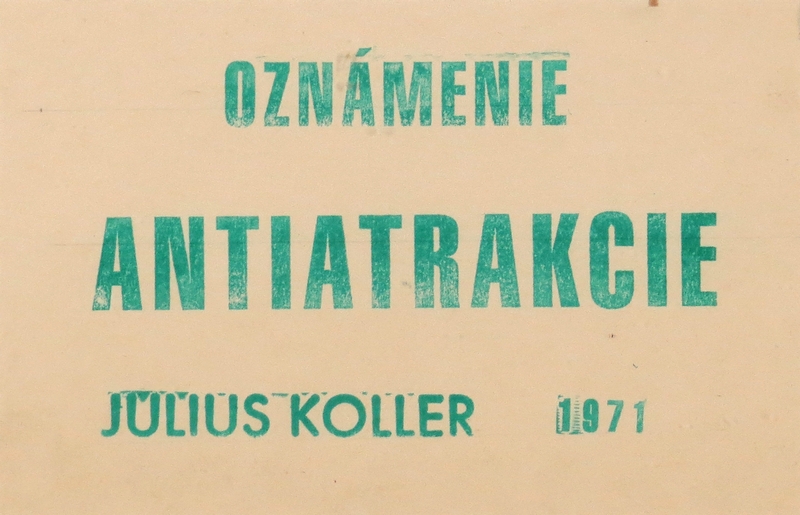 OZNÁMENIE
ANTIATRAKCIE
JÚLIUS KOLLER 1971